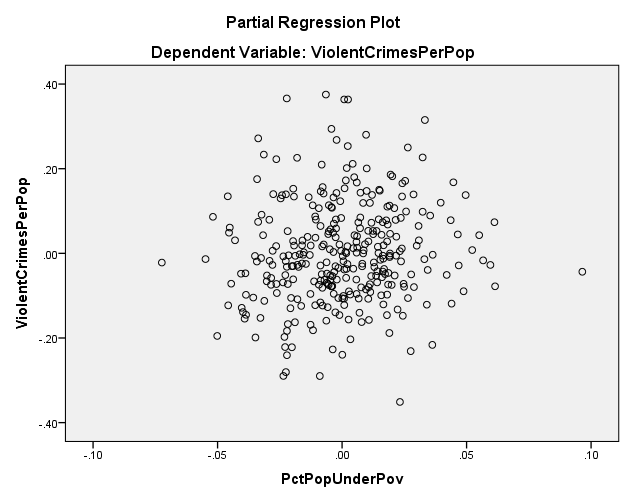 Partial Regression Plot
Dependent Variable: ViolentCrimesPerPop
.40
.20
.00
-.20
-.40
ViolentCrimesPerPop
-.10
-.05
.00
.05
.10
PctPopUnderPov